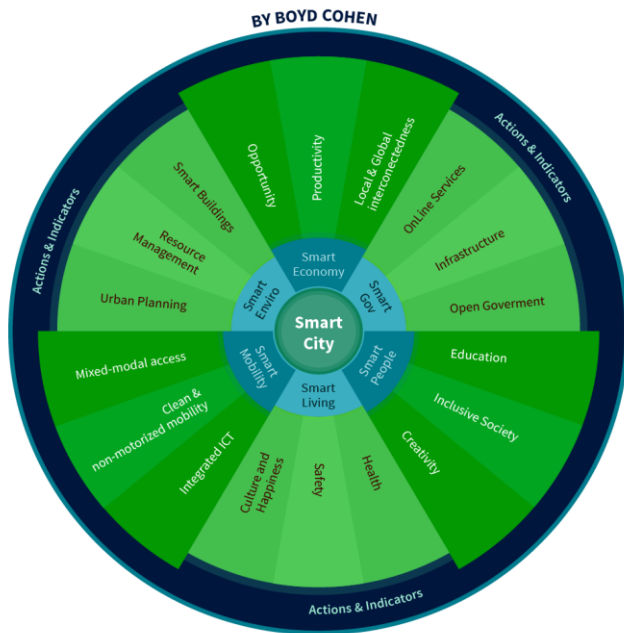 BY BOYD COHEN
Actions & Indicators
Actions & Indicators
Actions & Indicators
Smart
City
Smart
Economy
Opportunity
Productivity
Local & Global
interconectedness
Smart
Gov
OnLine Services
Infrastructure
Open Goverment
Smart
People
Education
Inclusive Society
Creativity
Smart
Living
Health
Safety
Culture and
Happiness
Smart
Mobility
Integrated ICT
Clean &
non-motorized mobility
Mixed-modal access
Smart
Enviro
Urban Planning
Resource
Management
Smart Buildings